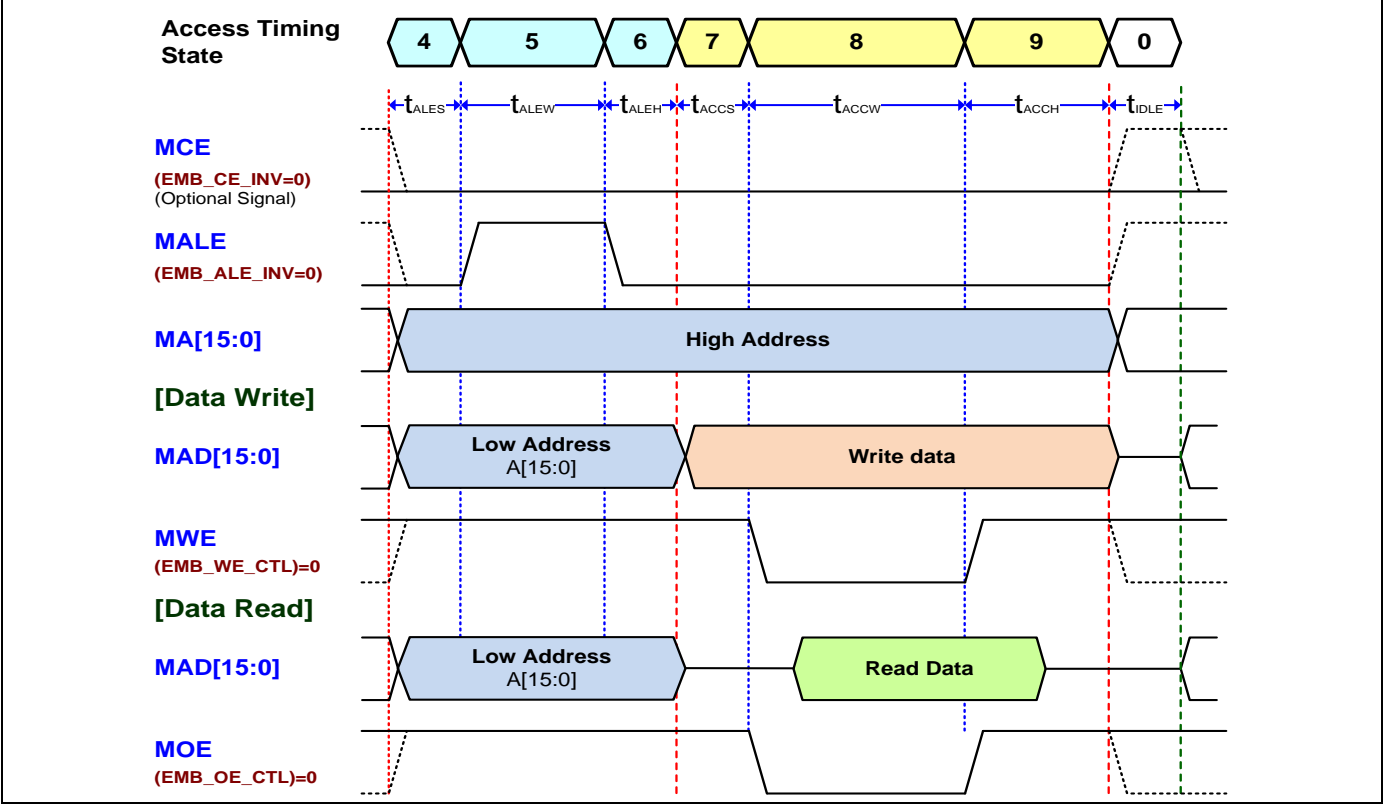 Access Timing
State
4 5 6 7 8 9 0
tALES tALEW tALEH tACCS tACCW tACCH tIDLE
MCE
(EMB_CE_INV=0)
(Optional Signal)
MALE
(EMB_ALE_INV=0)
MA[15:0] High Address
[Data Write]
MAD[15:0] Low Address
A[15:0] Write data
MWE
(EMB_WE_CTL)=0
[Data Read]
MAD[15:0] Low Address
A[15:0] Read Data
MOE
(EMB_OE_CTL)=0